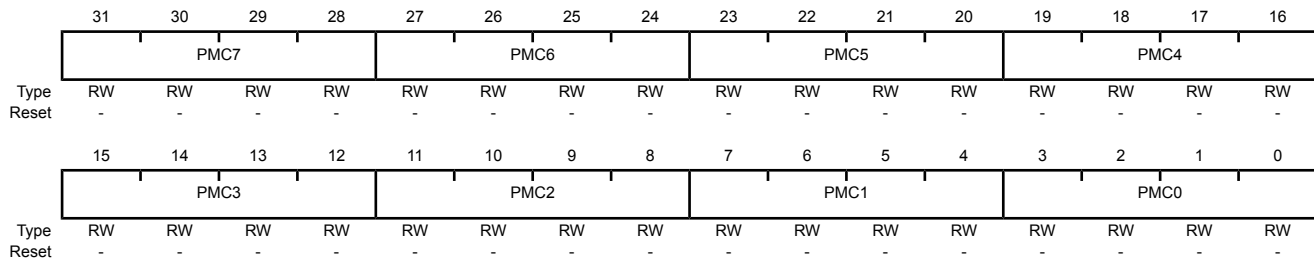 31 30 29 28 27 26 25 24 23 22 21 20 19 18 17 16
PMC7 PMC6 PMC5 PMC4
Type RW RW RW RW RW RW RW RW RW RW RW RW RW RW RW RW
Reset - - - - - - - - - - - - - - - -
15 14 13 12 11 10 9 8 7 6 5 4 3 2 1 0
PMC3 PMC2 PMC1 PMC0
Type RW RW RW RW RW RW RW RW RW RW RW RW RW RW RW RW
Reset - - - - - - - - - - - - - - - -